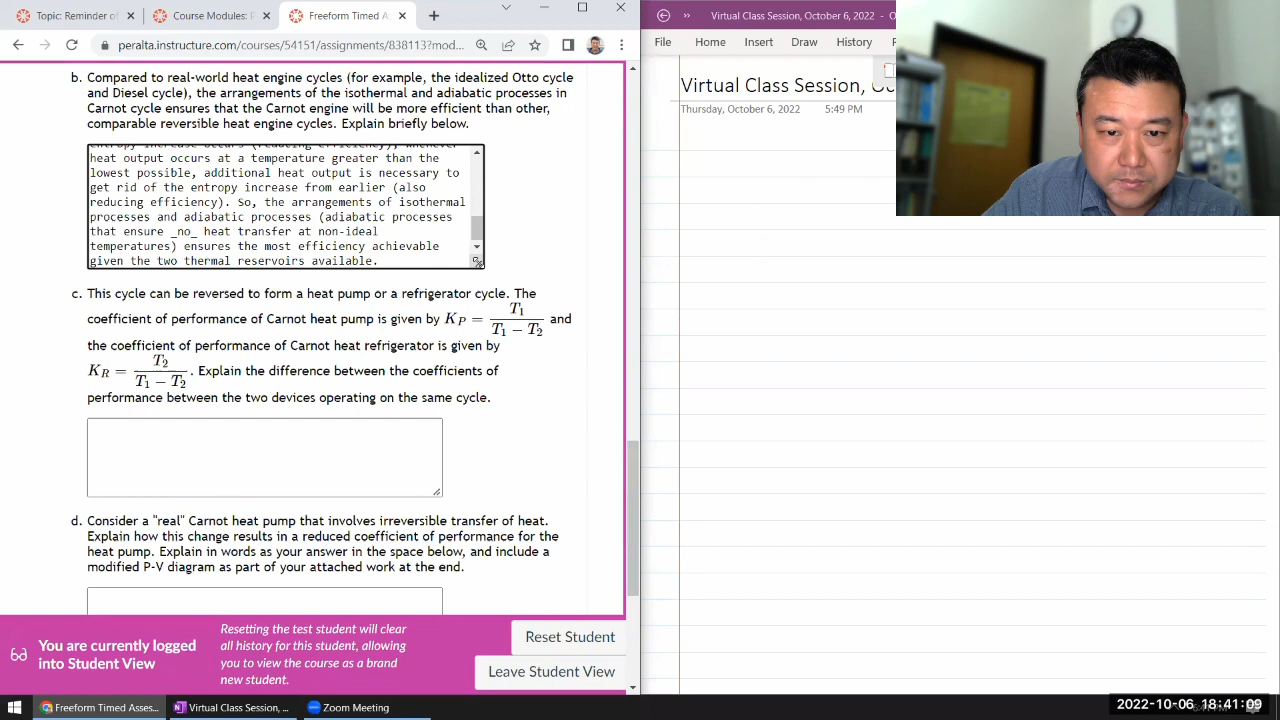 Topic: Reminder of
Course Modules: P
Freeform Timed As
peralta.instructure.com/courses/54151/assignments/838113?mod...
b. Compared to real-world heat engine cycles (for example, the idealized Otto cycle
and Diesel cycle), the arrangements of the isothermal and adiabatic processes in
Carnot cycle ensures that the Carnot engine will be more efficient than other,
comparable reversible heat engine cycles. Explain briefly below.
entropy increase occurs (reducing efficiency), whenever
heat output occurs at a temperature greater than the
lowest possible, additional heat output is necessary to
get rid of the entropy increase from earlier (also
reducing efficiency). So, the arrangements of isothermal
processes and adiabatic processes (adiabatic processes
that ensure _no_ heat transfer at non-ideal
temperatures) ensures the most efficiency achievable
given the two thermal reservoirs available.
c. This cycle can be reversed to form a heat pump or a refrigerator cycle. The
coefficient of performance of Carnot heat pump is given by K_P = T_1 / (T_1 − T_2) and
the coefficient of performance of Carnot heat refrigerator is given by
K_R = T_2 / (T_1 − T_2). Explain the difference between the coefficients of
performance between the two devices operating on the same cycle.
d. Consider a "real" Carnot heat pump that involves irreversible transfer of heat.
Explain how this change results in a reduced coefficient of performance for the
heat pump. Explain in words as your answer in the space below, and include a
modified P-V diagram as part of your attached work at the end.
You are currently logged
into Student View
Resetting the test student will clear
all history for this student, allowing
you to view the course as a brand
new student.
Reset Student
Leave Student View
Virtual Class Session, October 6, 2022 - O
File Home Insert Draw History
Virtual Class Session, Oc
Thursday, October 6, 2022 5:49 PM
Freeform Timed Asses...
Virtual Class Session, ...
Zoom Meeting
2022-10-06 18:41:09